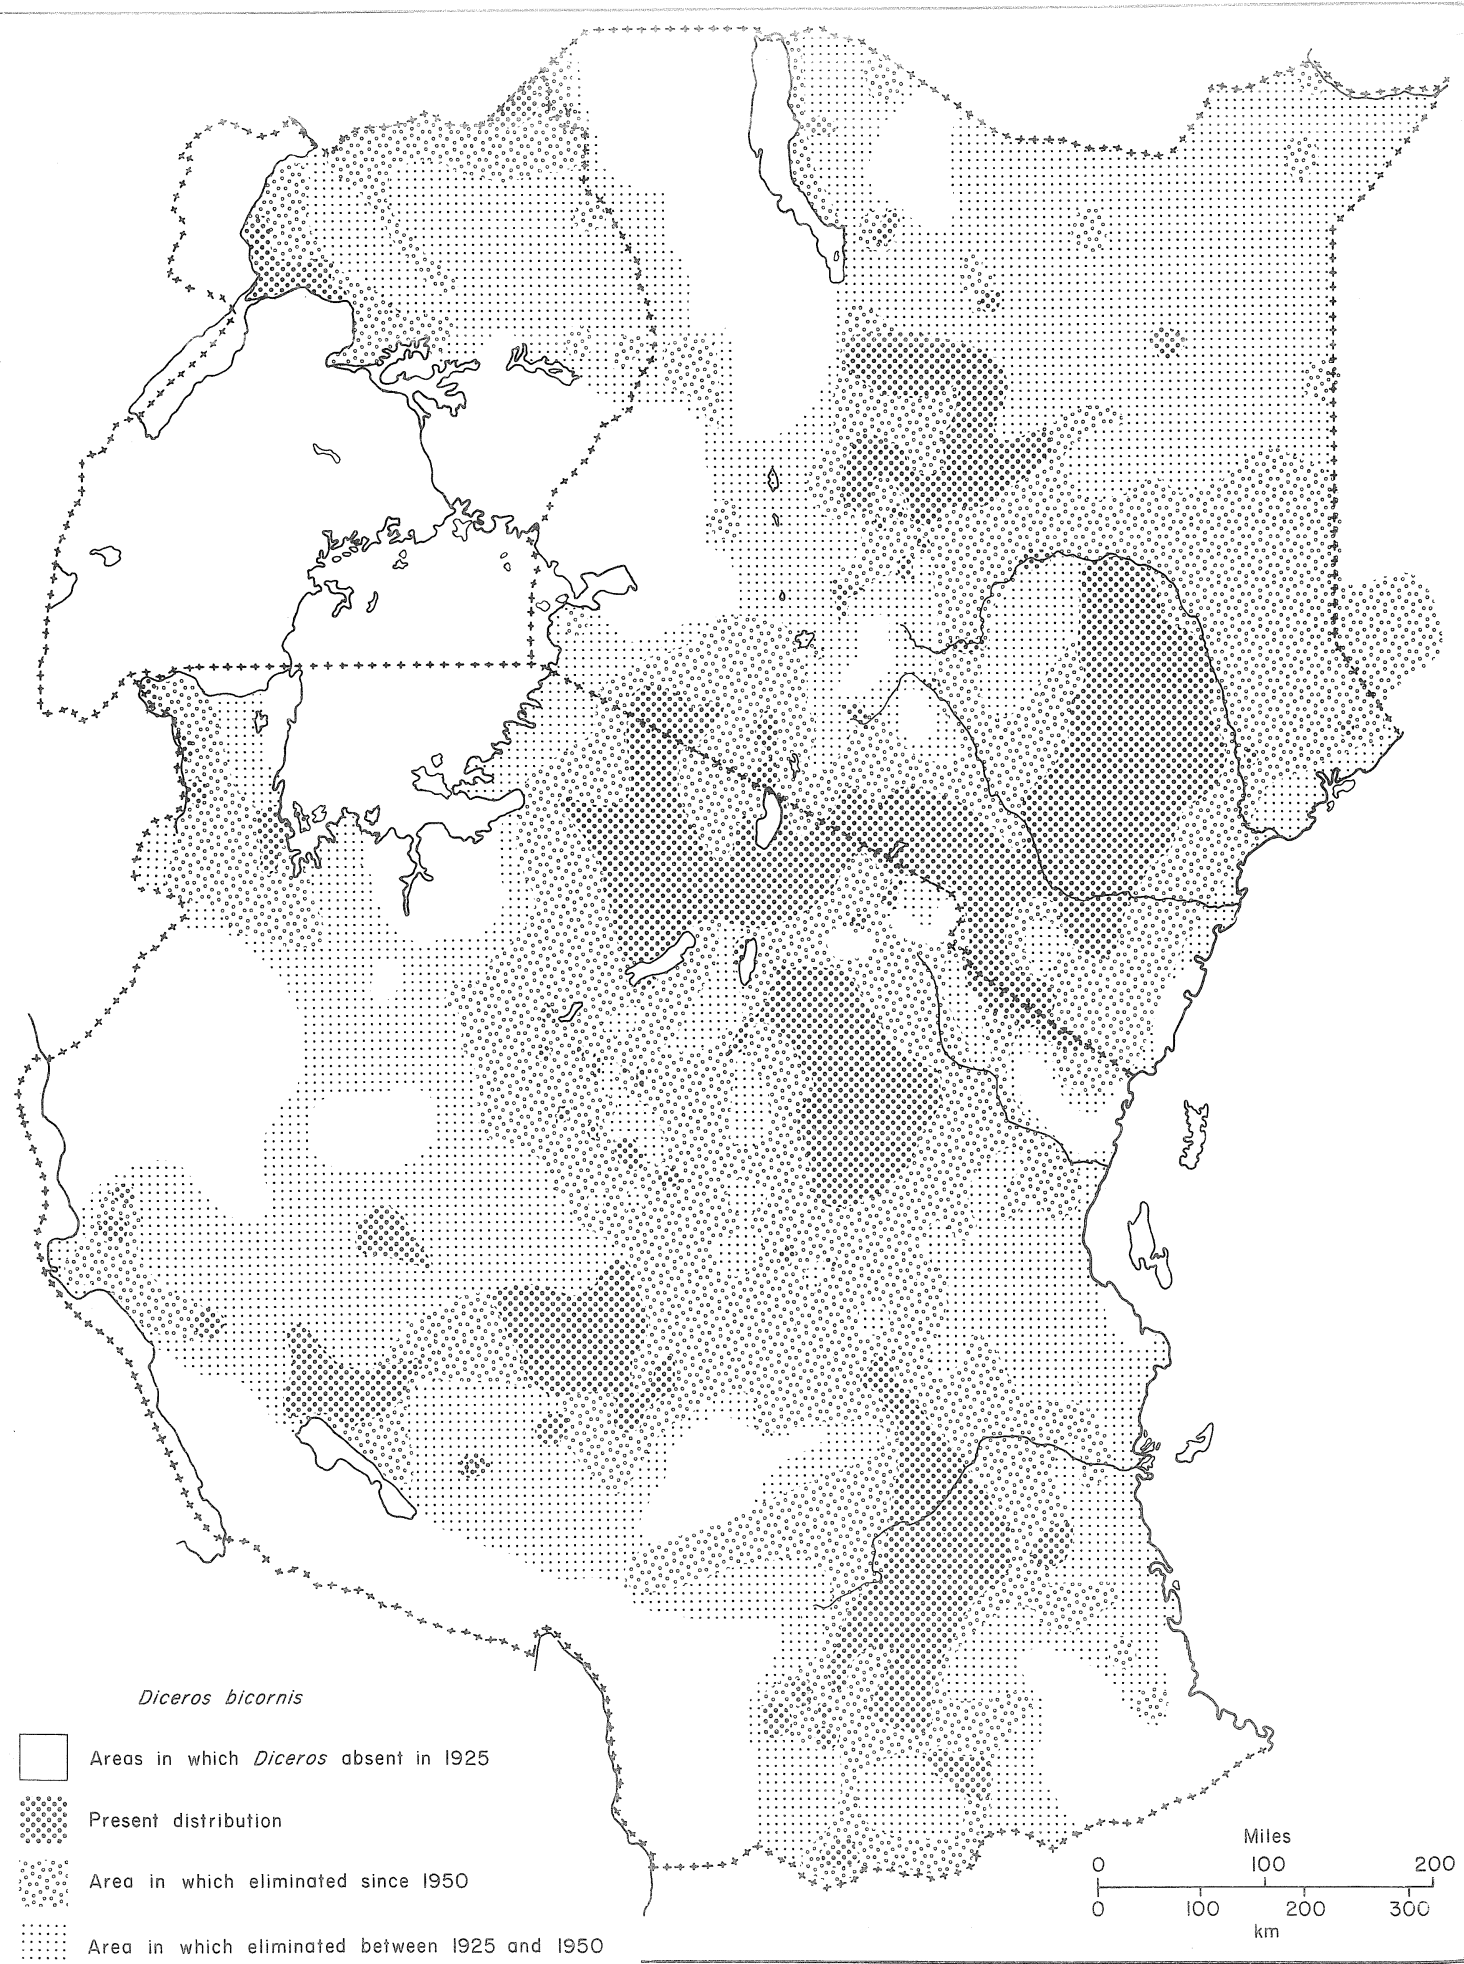 Diceros bicornis
Areas in which Diceros absent in 1925
Present distribution
Area in which eliminated since 1950
Area in which eliminated between 1925 and 1950
Miles
0 100 200
0 100 200 300
km